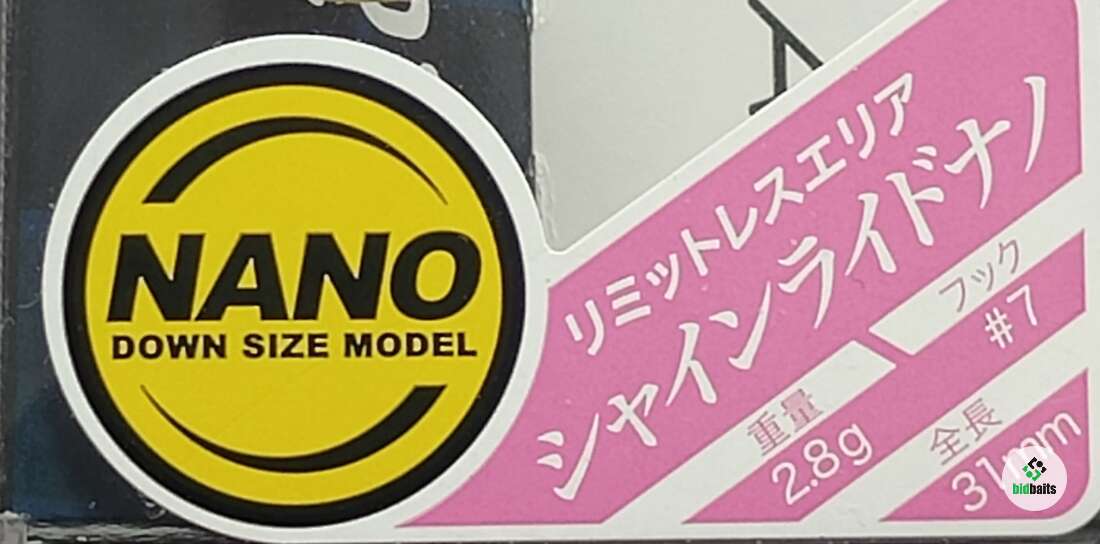 NANO
DOWN SIZE MODEL
リミットレスエリア
シャインライドナノ
重量
2.8g
フック
#7
全長
31mm
bidbaits